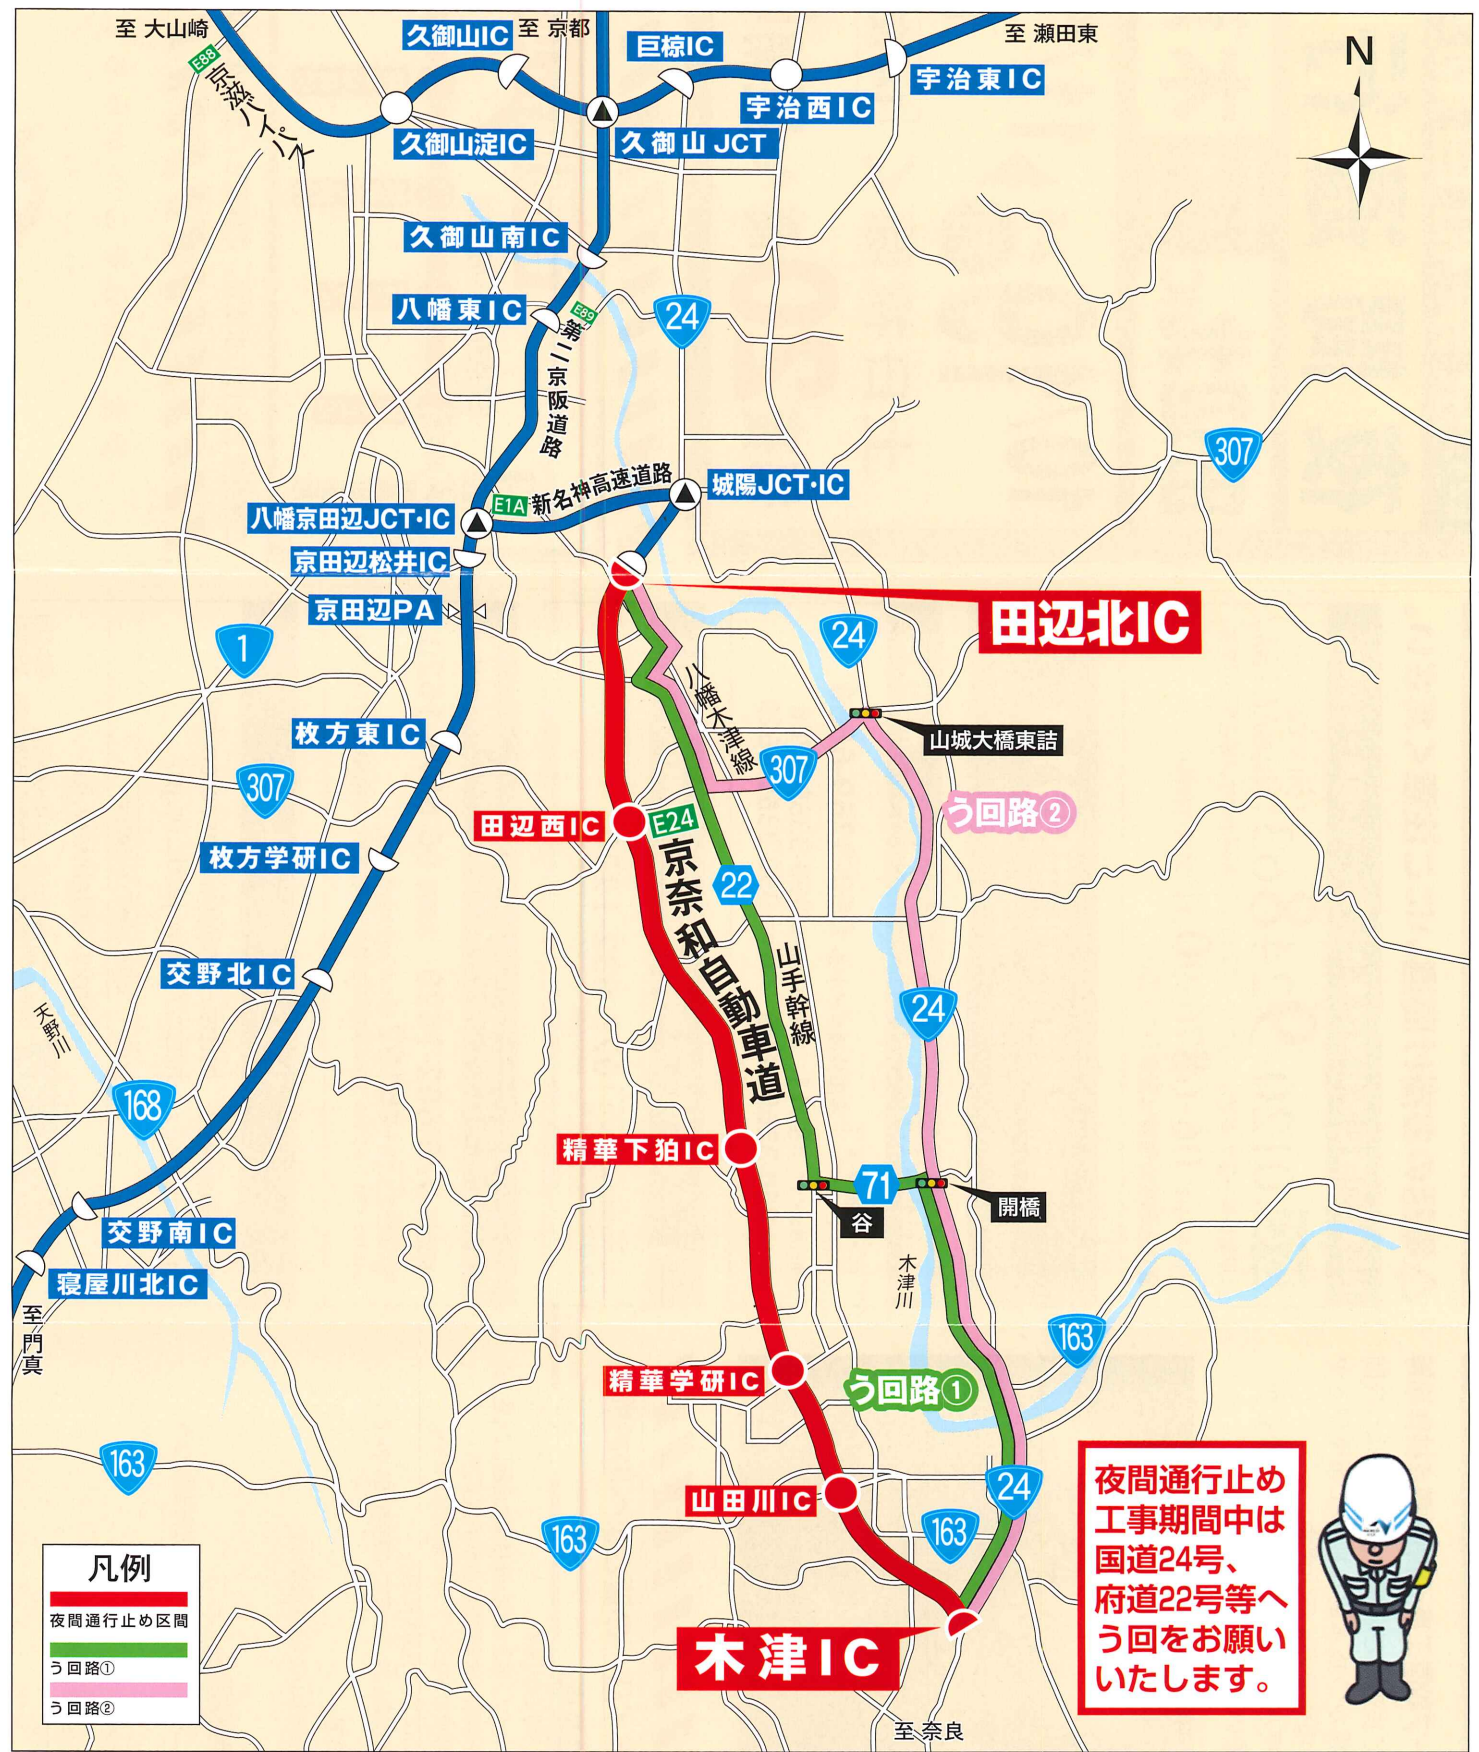 至 大山崎
久御山IC
至 京都
巨椋IC
至 瀬田東
N
E88
京滋バイパス
宇治東IC
宇治西IC
久御山淀IC
久御山JCT
久御山南IC
八幡東IC
E89
第二京阪道路
24
307
城陽JCT・IC
E1A
新名神高速道路
八幡京田辺JCT・IC
京田辺松井IC
京田辺PA
田辺北IC
1
24
八幡木津線
山城大橋東詰
枚方東IC
307
307
う回路②
田辺西IC
E24
京奈和自動車道
枚方学研IC
22
山手幹線
交野北IC
天野川
24
168
精華下狛IC
71
谷
開橋
交野南IC
木津川
寝屋川北IC
至 門真
163
精華学研IC
う回路①
163
24
山田川IC
163
163
夜間通行止め
工事期間中は
国道24号、
府道22号等へ
う回をお願い
いたします。
凡例
夜間通行止め区間
う回路①
う回路②
木津IC
至 奈良